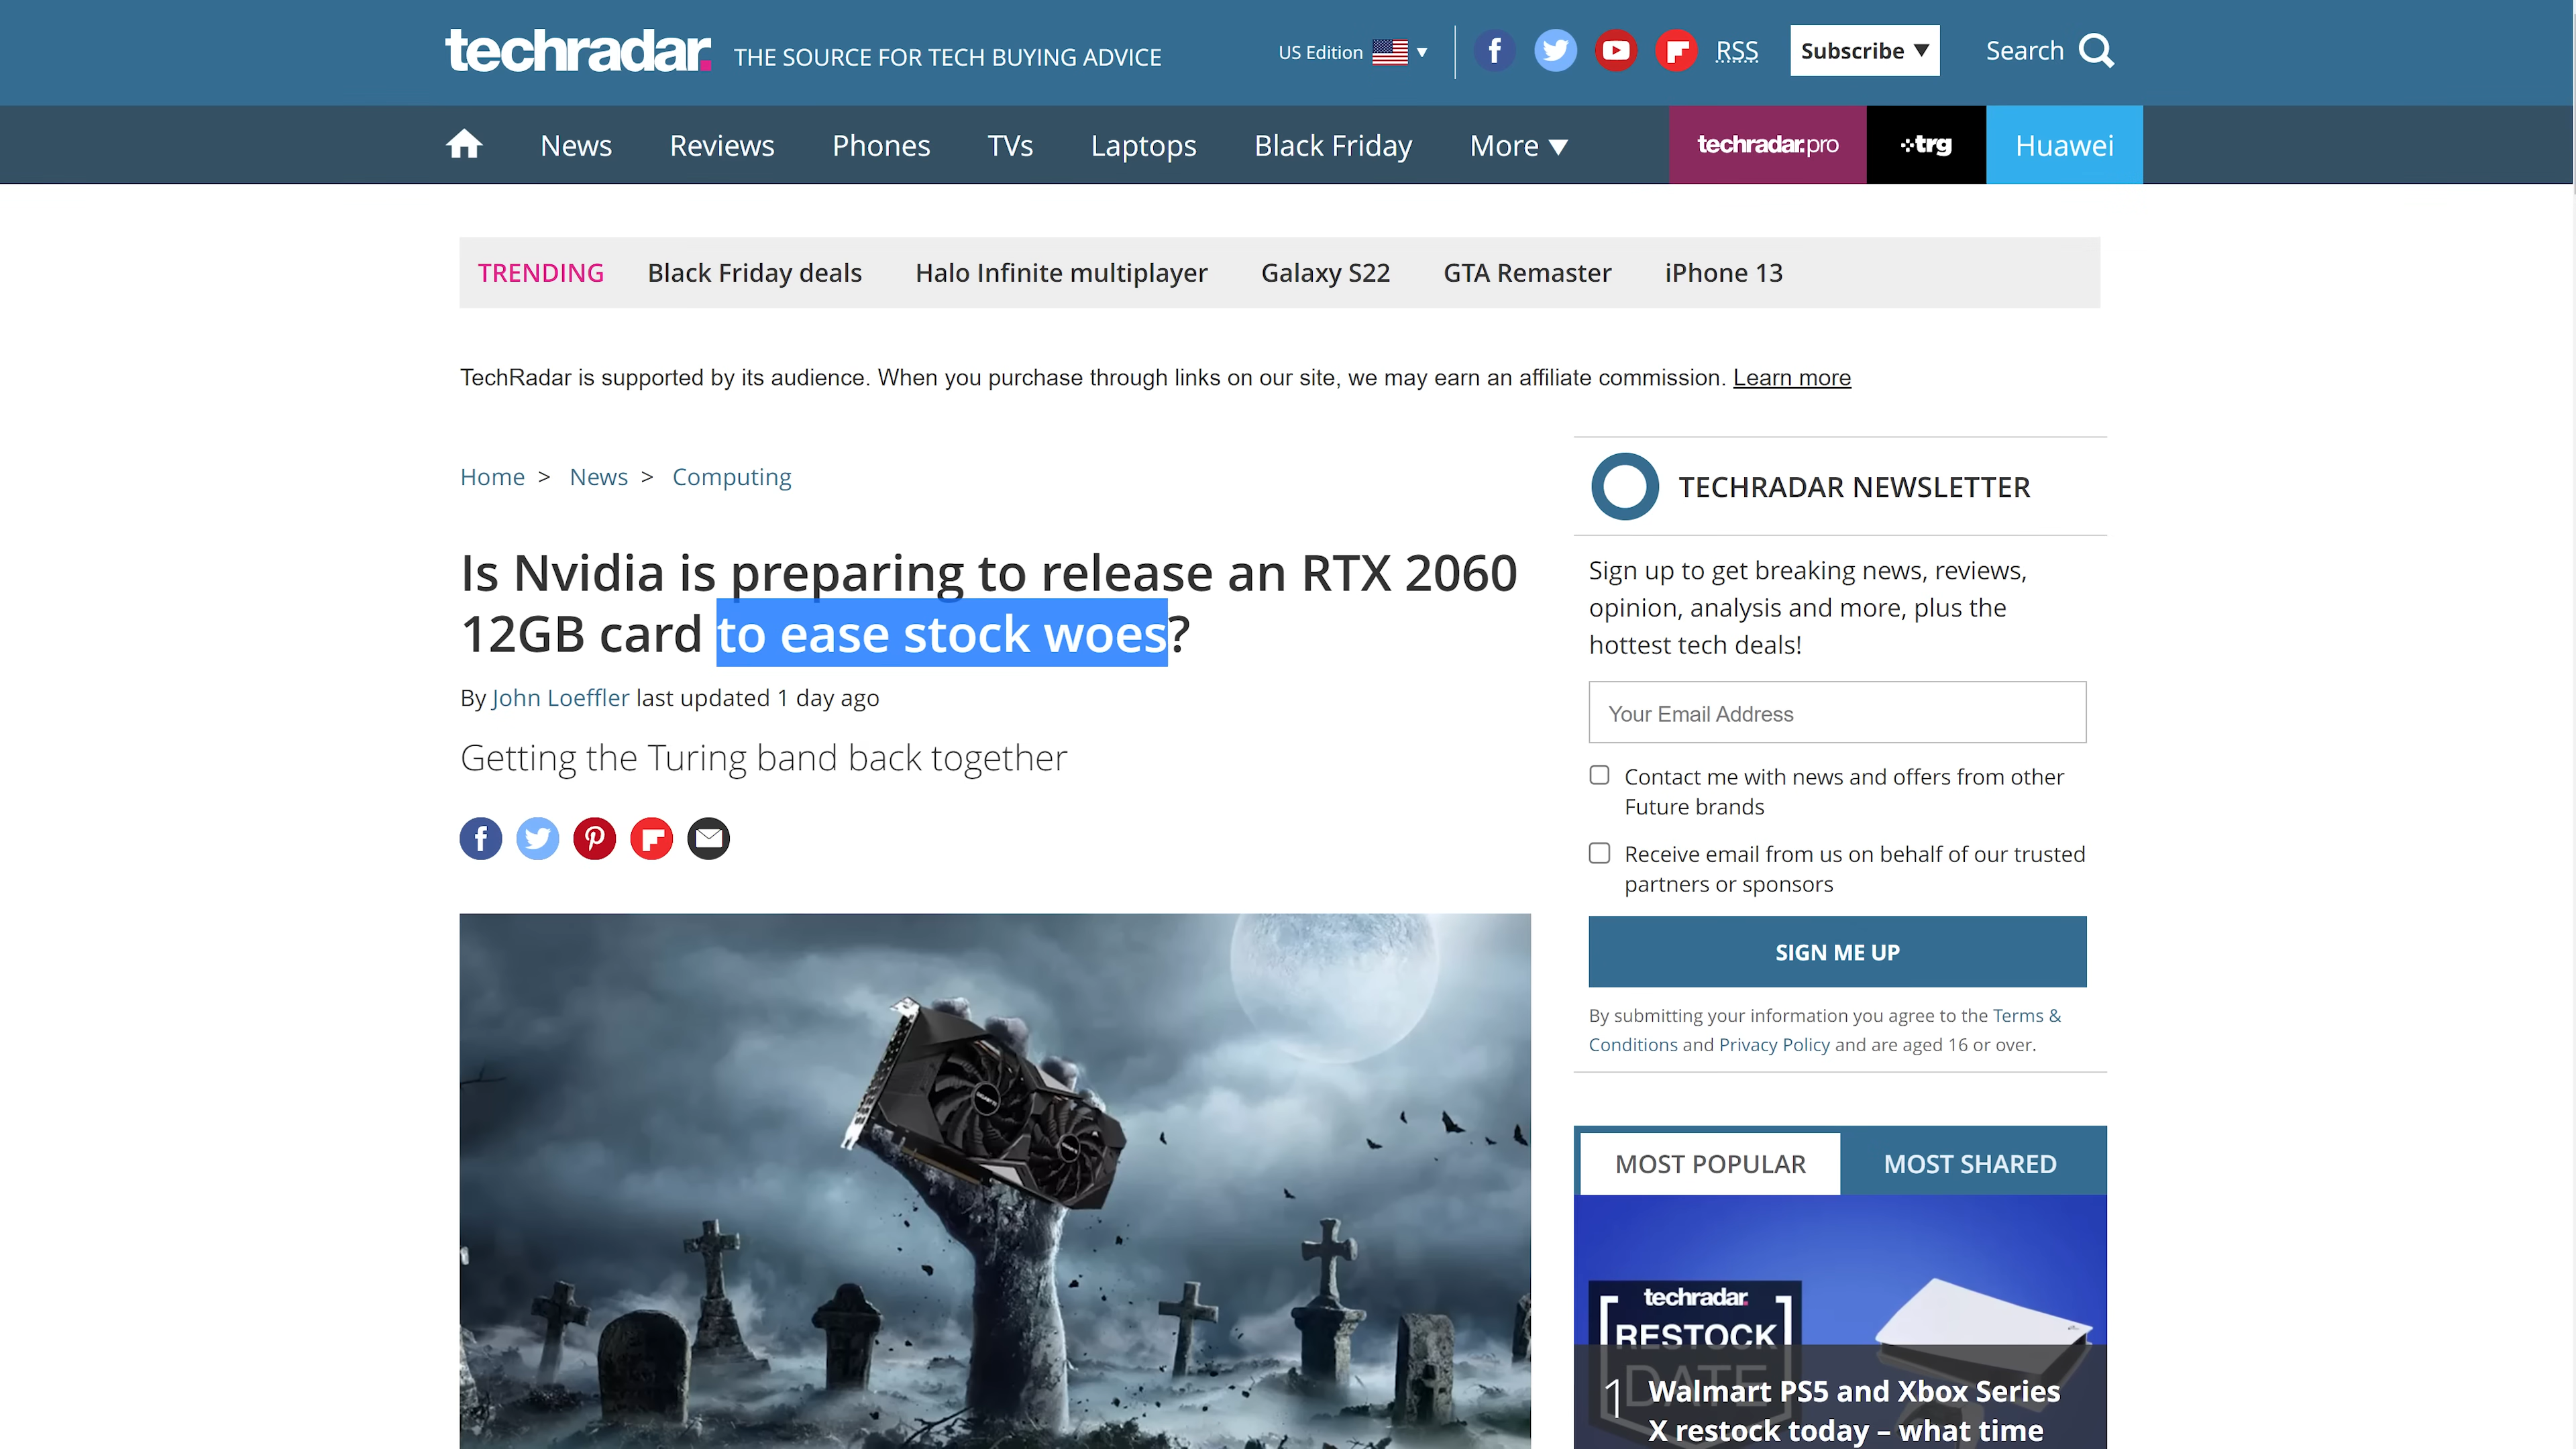 techradar. THE SOURCE FOR TECH BUYING ADVICE
US Edition ▼
RSS
Subscribe ▼
Search
News Reviews Phones TVs Laptops Black Friday More ▼
techradar.pro
trg
Huawei
TRENDING Black Friday deals Halo Infinite multiplayer Galaxy S22 GTA Remaster iPhone 13
TechRadar is supported by its audience. When you purchase through links on our site, we may earn an affiliate commission. Learn more
Home > News > Computing
Is Nvidia is preparing to release an RTX 2060
12GB card to ease stock woes?
By John Loeffler last updated 1 day ago
Getting the Turing band back together
TECHRADAR NEWSLETTER
Sign up to get breaking news, reviews,
opinion, analysis and more, plus the
hottest tech deals!
Your Email Address
Contact me with news and offers from other
Future brands
Receive email from us on behalf of our trusted
partners or sponsors
SIGN ME UP
By submitting your information you agree to the Terms &
Conditions and Privacy Policy and are aged 16 or over.
MOST POPULAR MOST SHARED
techradar.
RESTOCK
DATE
1 Walmart PS5 and Xbox Series
X restock today – what time